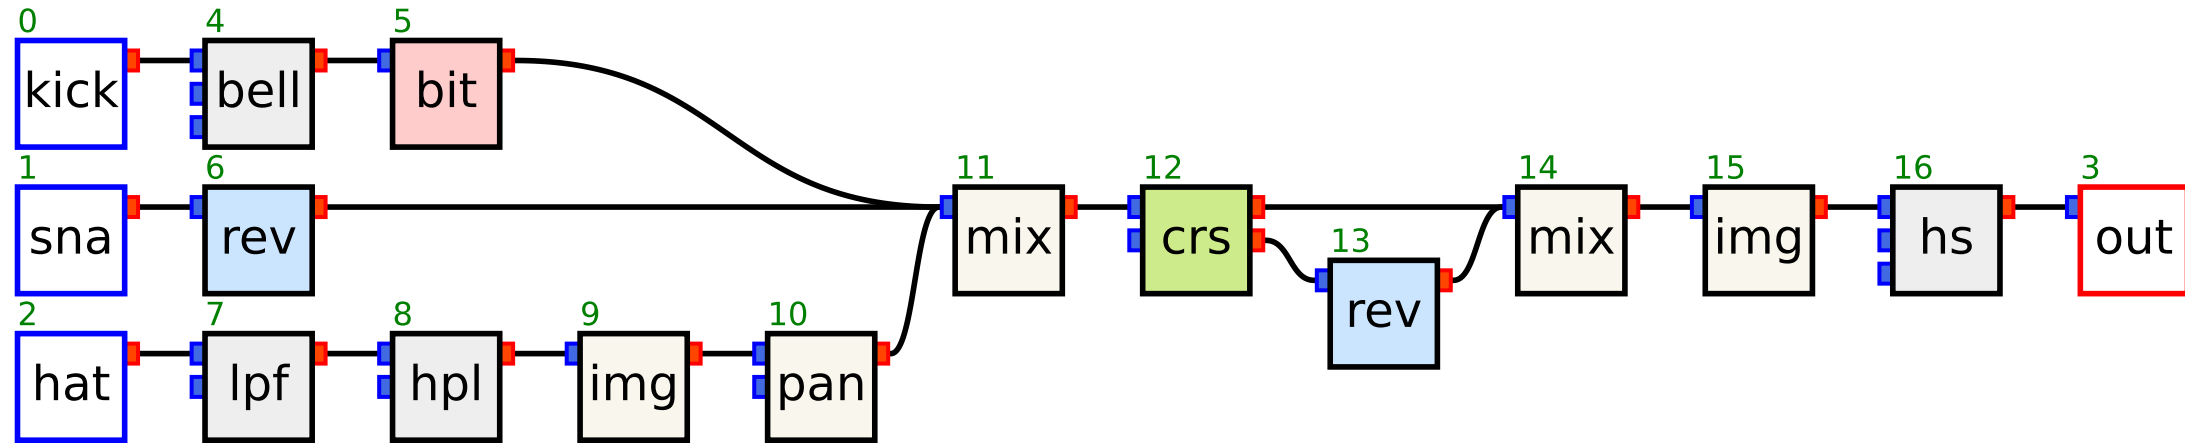 0 4 5
kick bell bit
1 6 11 12 14 15 16 3
sna rev mix crs mix img hs out
13
rev
2 7 8 9 10
hat lpf hpl img pan